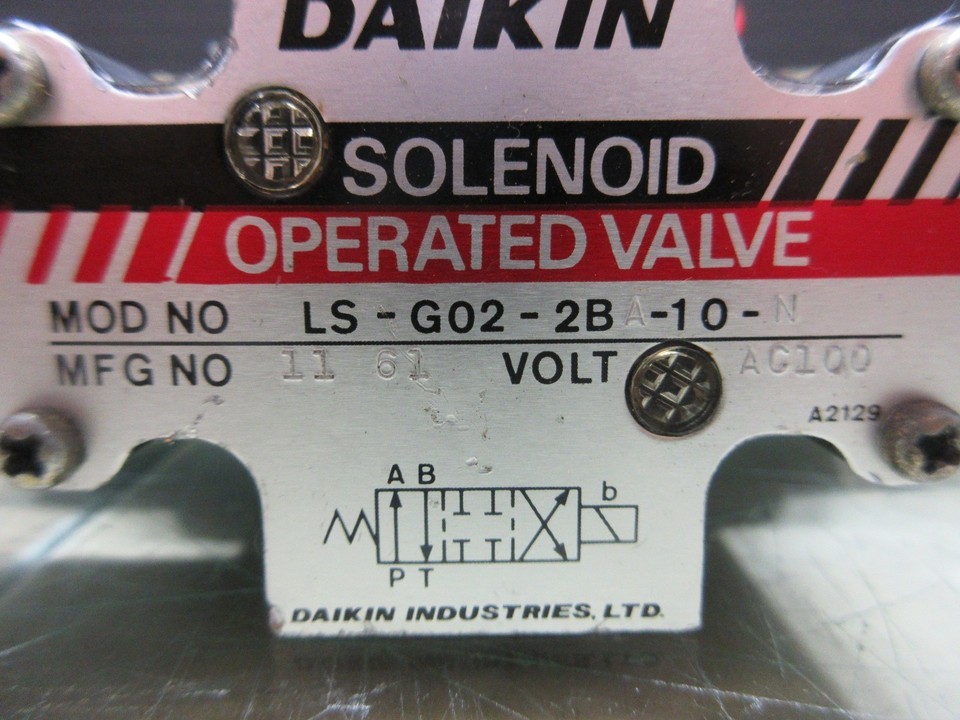 DAIKIN
SOLENOID
OPERATED VALVE
MOD NO LS-G02-2BA-10-N
MFG NO 11 61 VOLT AC100
A2129
A B
b
P T
DAIKIN INDUSTRIES, LTD.